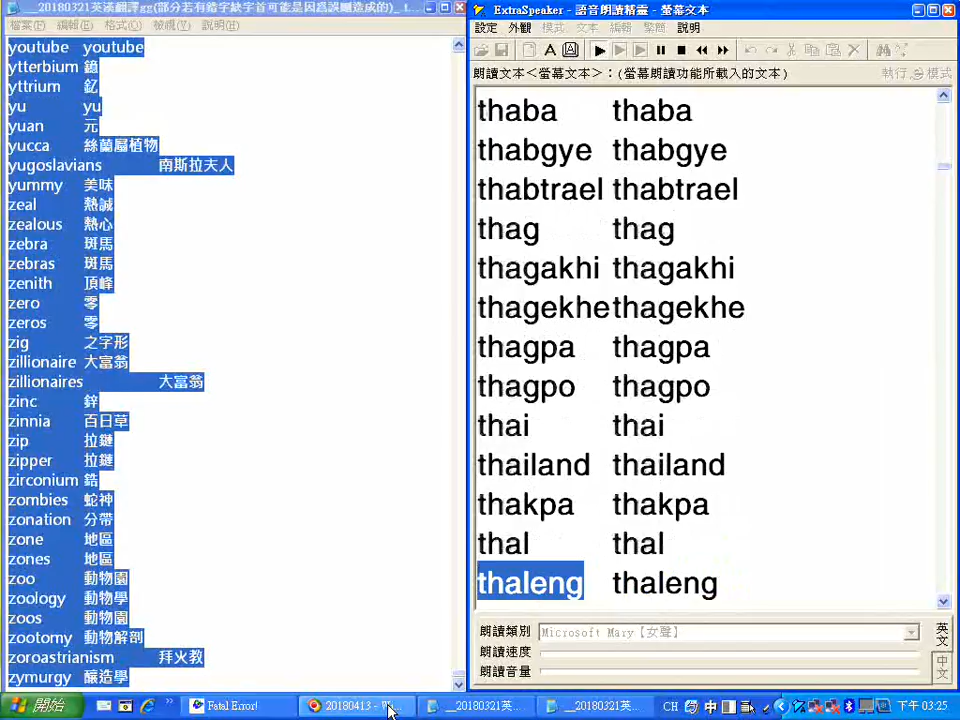 __20180321英漢翻譯gg(部分若有錯字缺字首可能是因爲誤刪造成的)_
檔案(F) 編輯(E) 格式(O) 檢視(V) 說明(H)
youtube youtube
ytterbium 鐿
yttrium 釔
yu yu
yuan 元
yucca 絲蘭屬植物
yugoslavians 南斯拉夫人
yummy 美味
zeal 熱誠
zealous 熱心
zebra 斑馬
zebras 斑馬
zenith 頂峰
zero 零
zeros 零
zig 之字形
zillionaire 大富翁
zillionaires 大富翁
zinc 鋅
zinnia 百日草
zip 拉鏈
zipper 拉鏈
zirconium 鋯
zombies 蛇神
zonation 分帶
zone 地區
zones 地區
zoo 動物園
zoology 動物學
zoos 動物園
zootomy 動物解剖
zoroastrianism 拜火教
zymurgy 釀造學
ExtraSpeaker - 語音朗讀精靈 - 螢幕文本
設定 外觀 模式 文本 編輯 繁簡 說明
朗讀文本<螢幕文本>：(螢幕朗讀功能所載入的文本) 執行 模式
thaba thaba
thabgye thabgye
thabtrael thabtrael
thag thag
thagakhi thagakhi
thagekhe thagekhe
thagpa thagpa
thagpo thagpo
thai thai
thailand thailand
thakpa thakpa
thal thal
thaleng thaleng
朗讀類別 Microsoft Mary【女聲】
朗讀速度
朗讀音量
英文
中文
開始 Fatal Error! 20180413 - __20180321英... __20180321英... CH 中 下午 03:25